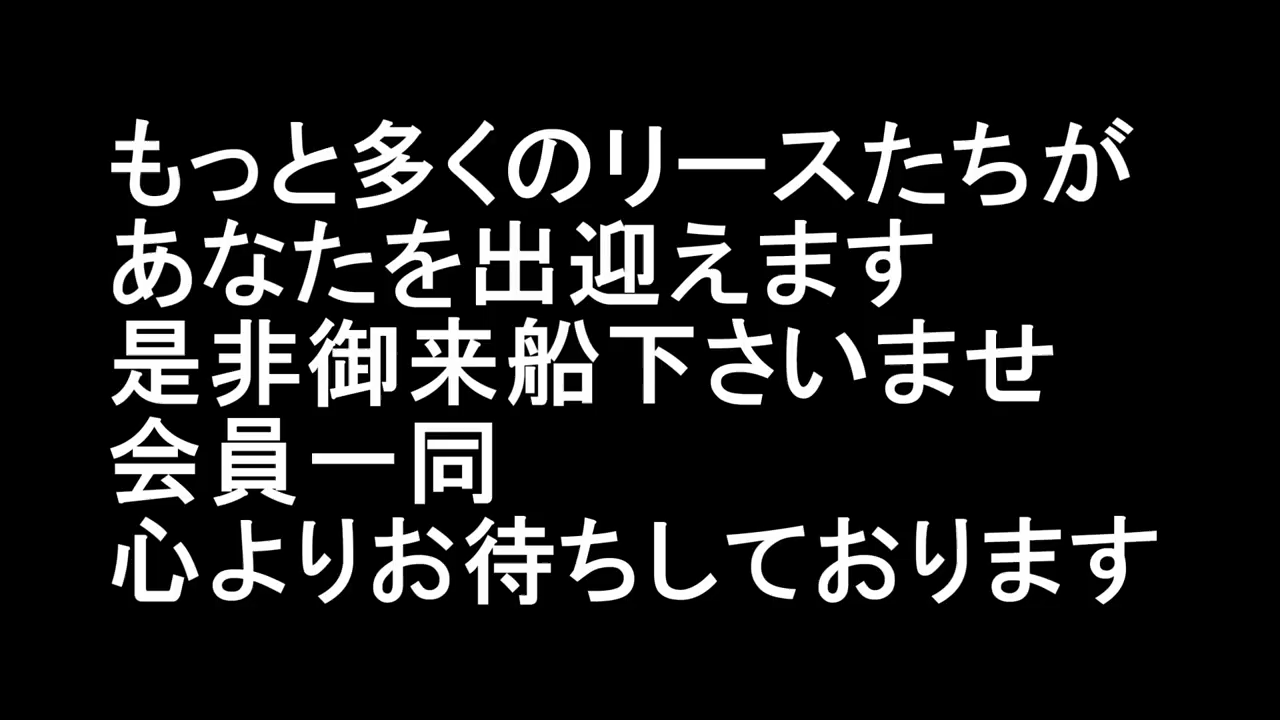 もっと多くのリースたちが
あなたを出迎えます
是非御来船下さいませ
会員一同
心よりお待ちしております